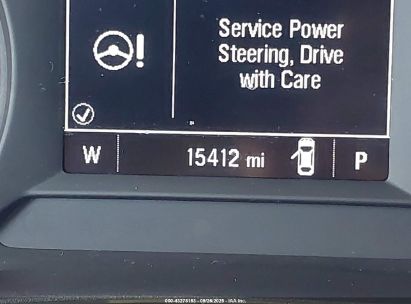 Service Power
Steering, Drive
with Care
W 15412 mi P